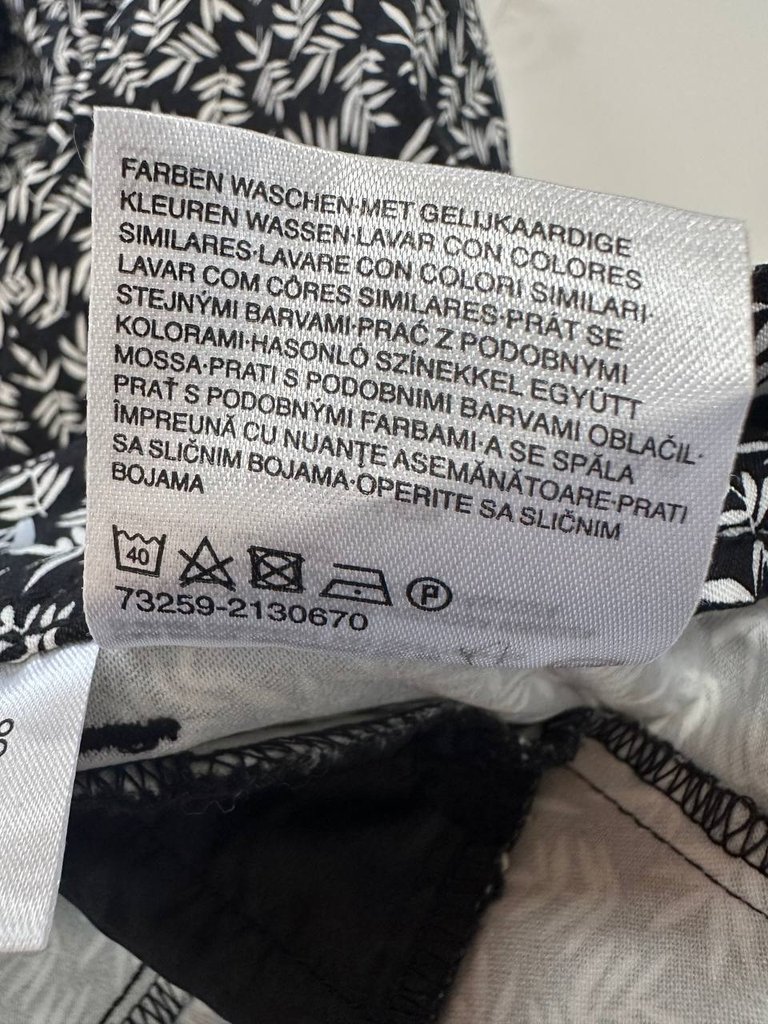 FARBEN WASCHEN·MET GELIJKAARDIGE
KLEUREN WASSEN·LAVAR CON COLORES
SIMILARES·LAVARE CON COLORI SIMILARI·
LAVAR COM CÔRES SIMILARES·PRÁT SE
STEJNÝMI BARVAMI·PRAĆ Z PODOBNYMI
KOLORAMI·HASONLÓ SZÍNEKKEL EGYÜTT
MOSSA·PRATI S PODOBNIMI BARVAMI OBLAČIL·
PRAŤ S PODOBNÝMI FARBAMI·A SE SPĂLA
ÎMPREUNĂ CU NUANŢE ASEMĂNĂTOARE·PRATI
SA SLIČNIM BOJAMA·OPERITE SA SLIČNIM
BOJAMA
40
P
73259-2130670